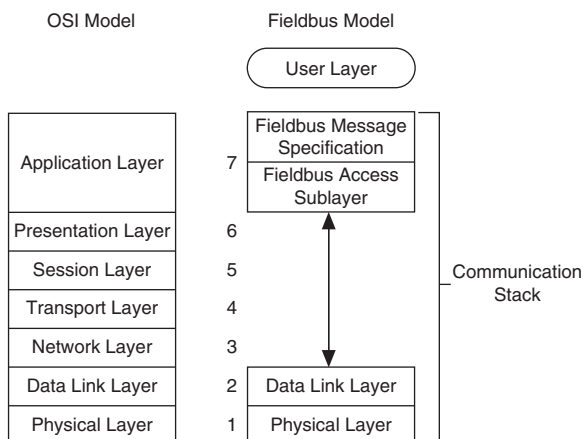 OSI Model
Fieldbus Model
User Layer
Application Layer
7
Fieldbus Message
Specification
Fieldbus Access
Sublayer
Presentation Layer
6
Session Layer
5
Transport Layer
4
Network Layer
3
Data Link Layer
2
Data Link Layer
Physical Layer
1
Physical Layer
Communication
Stack